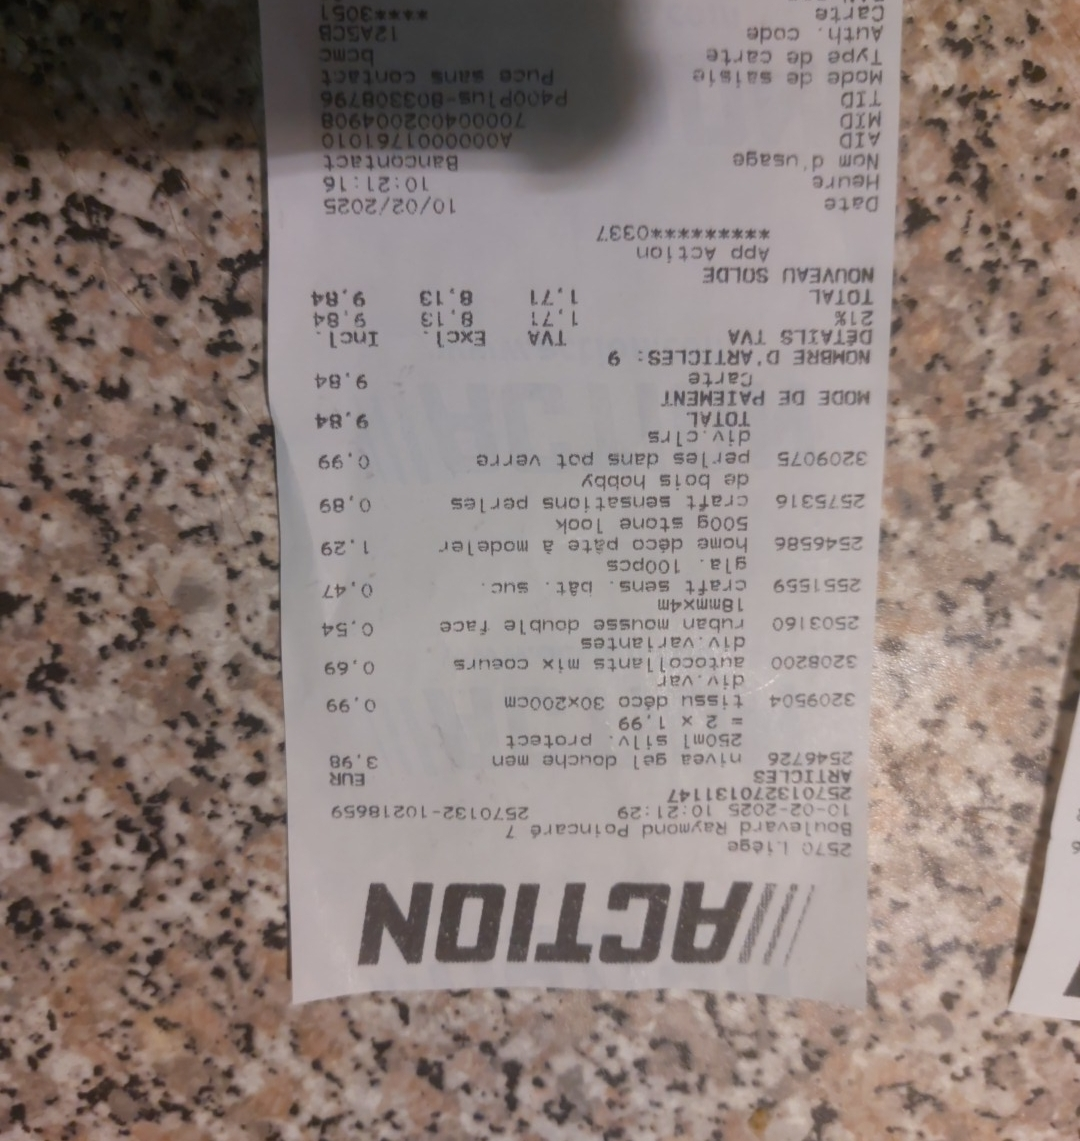 ACTION
2570 Liège
Boulevard Raymond Poincaré 7
10-02-2025 10:21:29 2570132-10218659
2570132701311​47
ARTICLES EUR
2546726 nivea gel douche men 3,98
250ml silv. protect
= 2 x 1,99
3209504 tissu déco 30x200cm 0,99
div.var
3208200 autocollants mix coeurs 0,69
div.variantes
2503160 ruban mousse double face 0,54
18mmx4m
2551559 craft sens. bât. suc. 0,47
gla. 100pcs
2546586 home déco pâte à modeler 1,29
500g stone look
2575316 craft sensations perles 0,89
de bois hobby
3209075 perles dans pot verre 0,99
div.clrs
TOTAL 9,84
MODE DE PAIEMENT
Carte 9,84
NOMBRE D'ARTICLES: 9
DÉTAILS TVA TVA Excl. Incl.
21% 1,71 8,13 9,84
TOTAL 1,71 8,13 9,84
NOUVEAU SOLDE
App Action
**********0337
Date 10/02/2025
Heure 10:21:16
Nom d'usage Bancontact
AID A0000001761010
MID 700004002004908
TID P400Plus-803308796
Mode de saisie Puce sans contact
Type de carte bcmc
Auth. code 12A5CB
Carte ****3051